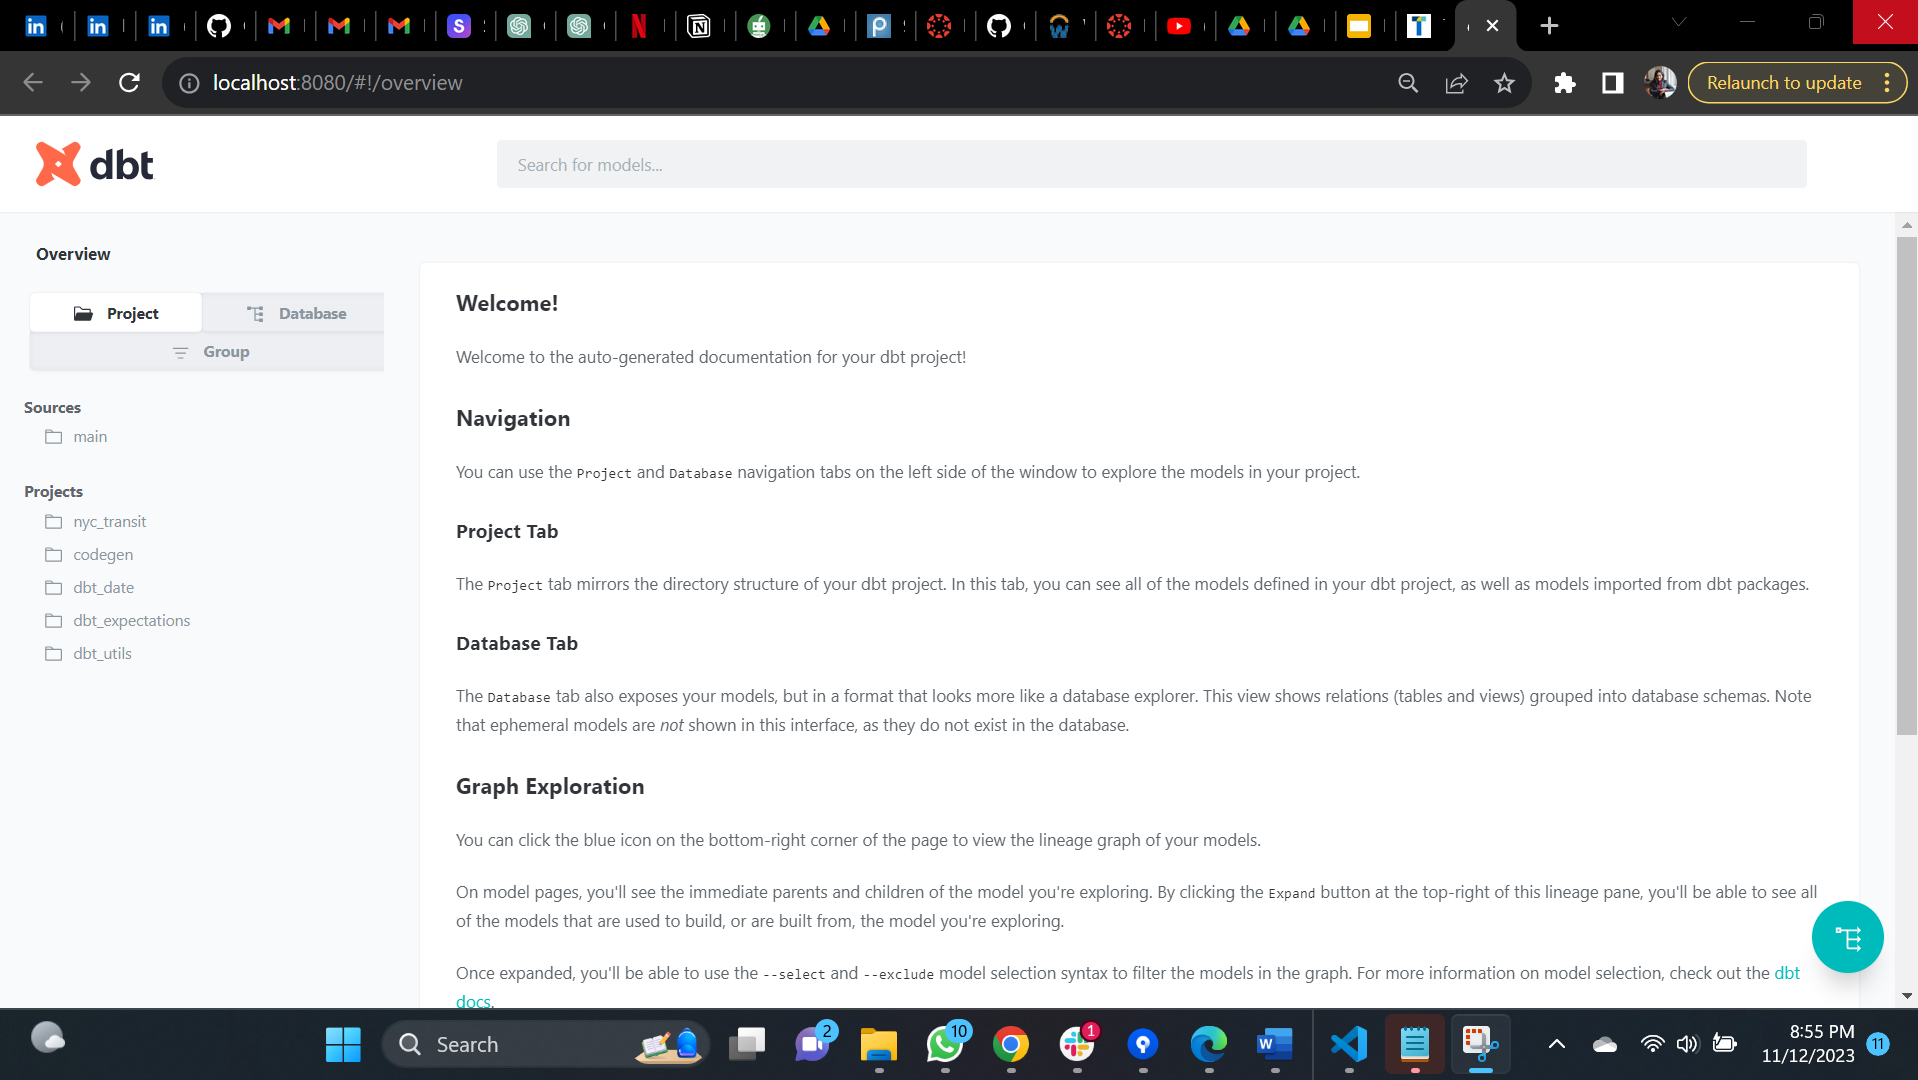 localhost:8080/#!/overview
Relaunch to update
dbt
Search for models...
Overview
Project
Database
Group
Sources
main
Projects
nyc_transit
codegen
dbt_date
dbt_expectations
dbt_utils
Welcome!
Welcome to the auto-generated documentation for your dbt project!
Navigation
You can use the Project and Database navigation tabs on the left side of the window to explore the models in your project.
Project Tab
The Project tab mirrors the directory structure of your dbt project. In this tab, you can see all of the models defined in your dbt project, as well as models imported from dbt packages.
Database Tab
The Database tab also exposes your models, but in a format that looks more like a database explorer. This view shows relations (tables and views) grouped into database schemas. Note
that ephemeral models are not shown in this interface, as they do not exist in the database.
Graph Exploration
You can click the blue icon on the bottom-right corner of the page to view the lineage graph of your models.
On model pages, you'll see the immediate parents and children of the model you're exploring. By clicking the Expand button at the top-right of this lineage pane, you'll be able to see all
of the models that are used to build, or are built from, the model you're exploring.
Once expanded, you'll be able to use the --select and --exclude model selection syntax to filter the models in the graph. For more information on model selection, check out the dbt
docs.
Search
2
10
1
8:55 PM
11/12/2023
11